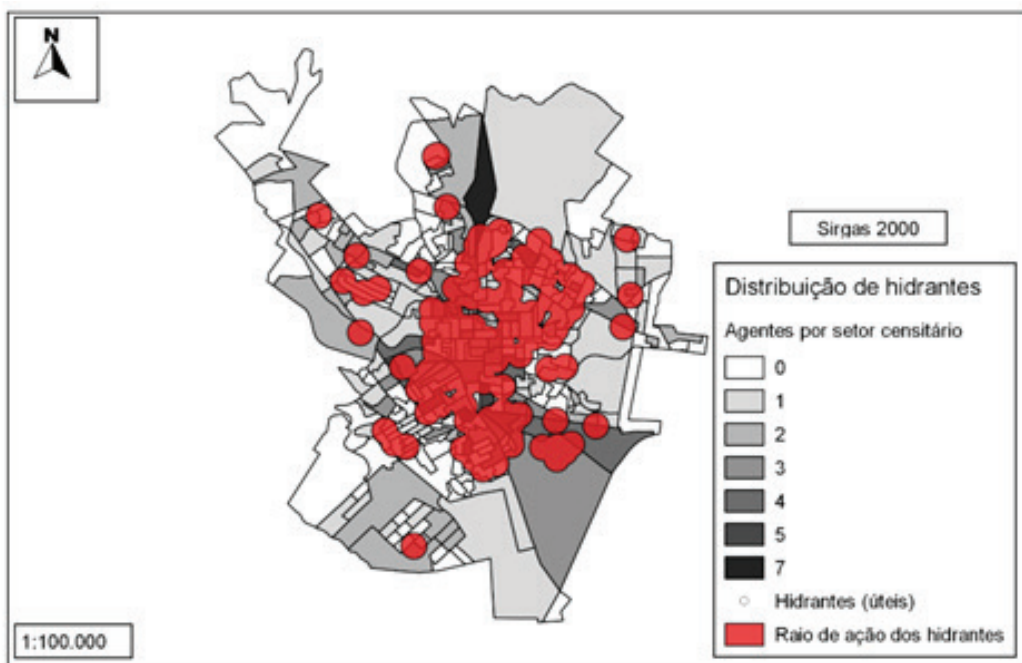 N
Sirgas 2000
Distribuição de hidrantes
Agentes por setor censitário
0
1
2
3
4
5
7
Hidrantes (úteis)
Raio de ação dos hidrantes
1:100.000